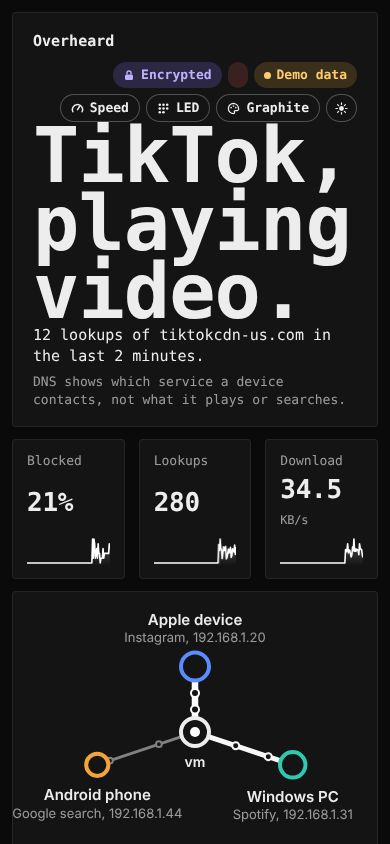 Overheard
Encrypted
Demo data
Speed
LED
Graphite
TikTok,
playing
video.
12 lookups of tiktokcdn-us.com in
the last 2 minutes.
DNS shows which service a device
contacts, not what it plays or searches.
Blocked
Lookups
Download
21%
280
34.5
KB/s
Apple device
Instagram, 192.168.1.20
vm
Android phone
Google search, 192.168.1.44
Windows PC
Spotify, 192.168.1.31